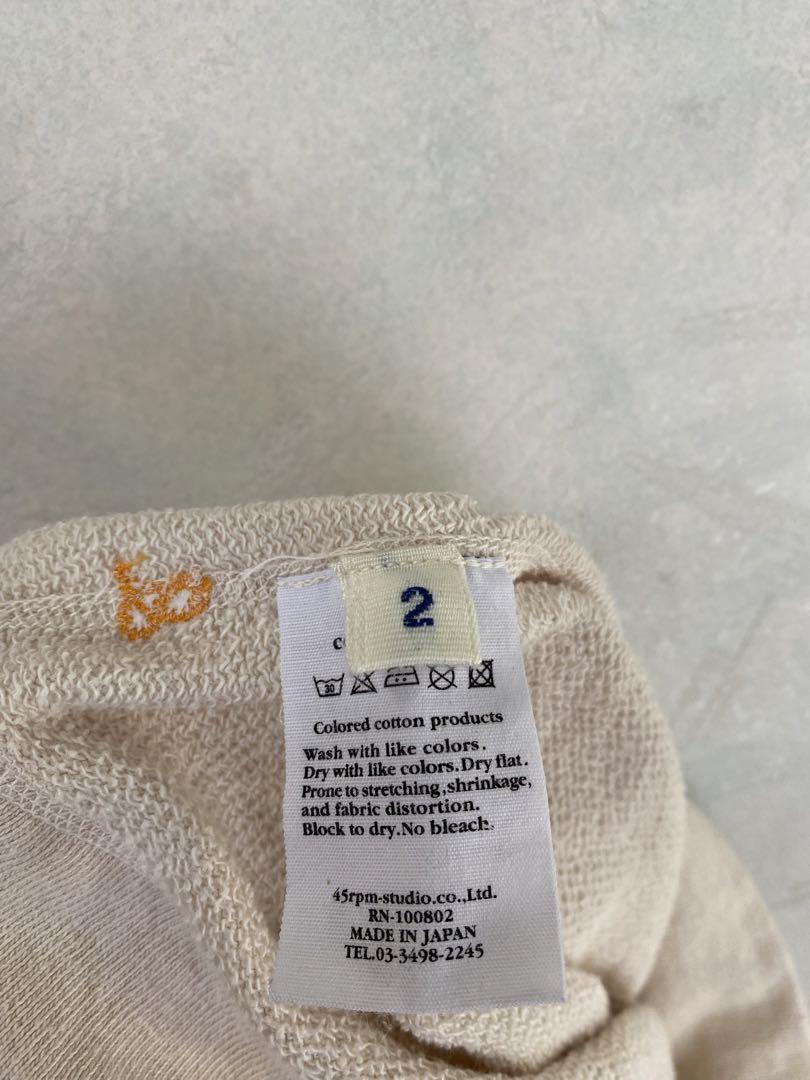 2
30
Colored cotton products
Wash with like colors.
Dry with like colors.Dry flat.
Prone to stretching,shrinkage,
and fabric distortion.
Block to dry.No bleach.
45rpm-studio.co.,Ltd.
RN-100802
MADE IN JAPAN
TEL.03-3498-2245